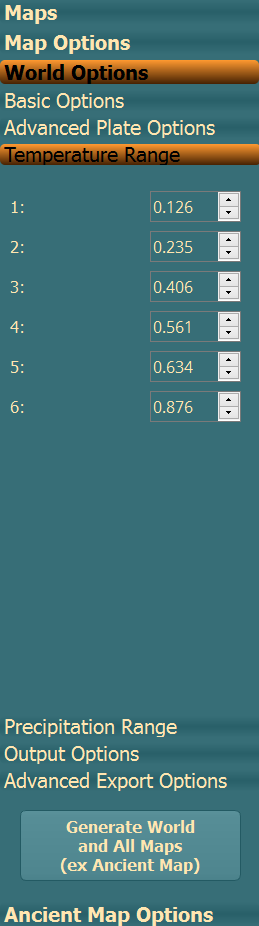 Maps
Map Options
World Options
Basic Options
Advanced Plate Options
Temperature Range
1: 0.126
2: 0.235
3: 0.406
4: 0.561
5: 0.634
6: 0.876
Precipitation Range
Output Options
Advanced Export Options
Generate World
and All Maps
(ex Ancient Map)
Ancient Map Options